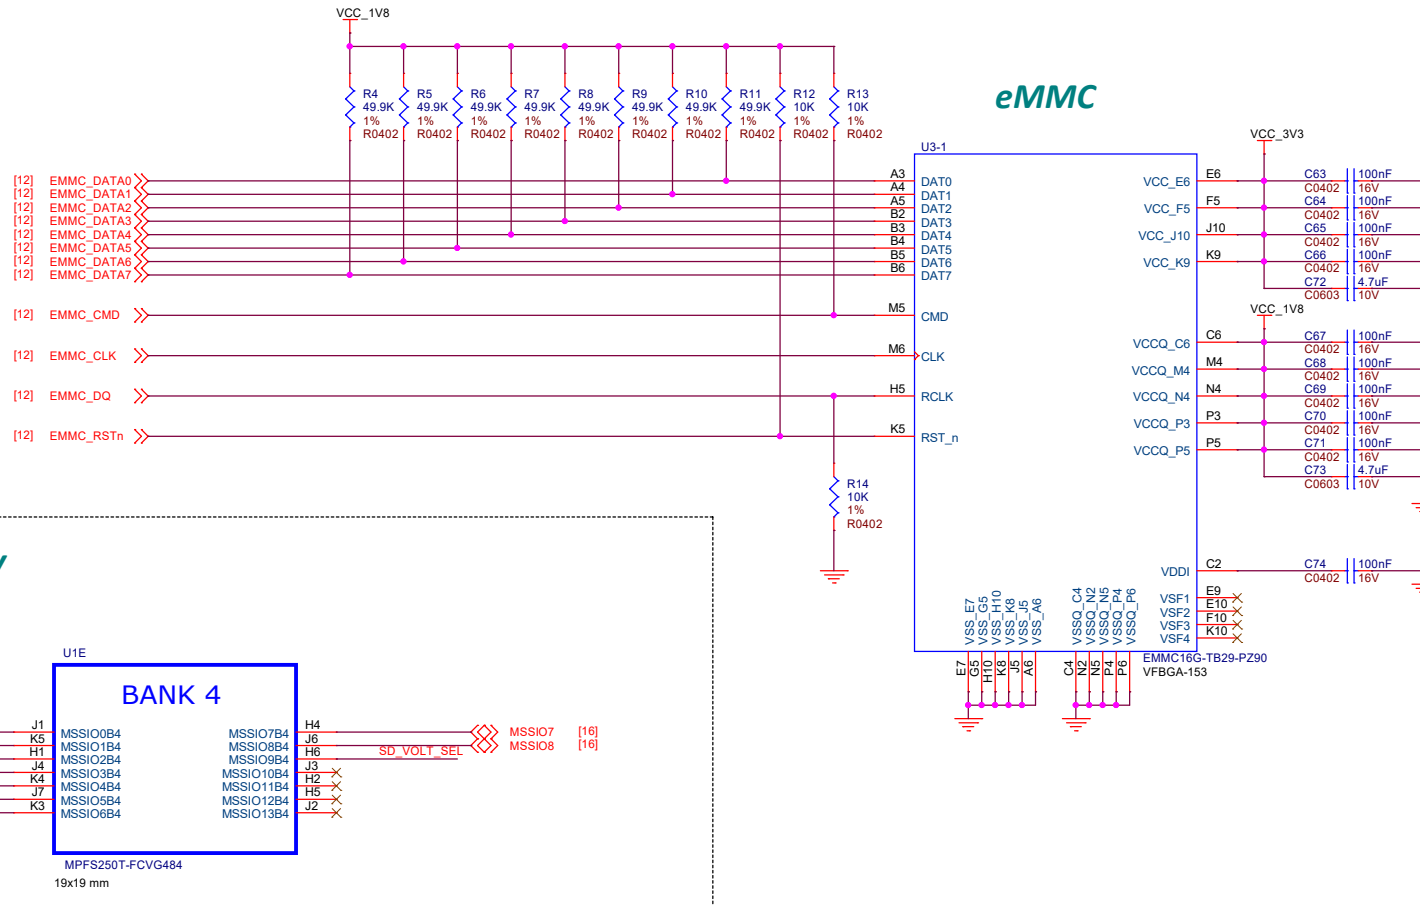 VCC_1V8
eMMC
R4
49.9K
1%
R0402
R5
49.9K
1%
R0402
R6
49.9K
1%
R0402
R7
49.9K
1%
R0402
R8
49.9K
1%
R0402
R9
49.9K
1%
R0402
R10
49.9K
1%
R0402
R11
49.9K
1%
R0402
R12
10K
1%
R0402
R13
10K
1%
R0402
[12] EMMC_DATA0
[12] EMMC_DATA1
[12] EMMC_DATA2
[12] EMMC_DATA3
[12] EMMC_DATA4
[12] EMMC_DATA5
[12] EMMC_DATA6
[12] EMMC_DATA7
[12] EMMC_CMD
[12] EMMC_CLK
[12] EMMC_DQ
[12] EMMC_RSTn
R14
10K
1%
R0402
U3-1
A3 DAT0
A4 DAT1
A5 DAT2
B2 DAT3
B3 DAT4
B4 DAT5
B5 DAT6
B6 DAT7
M5 CMD
M6 CLK
H5 RCLK
K5 RST_n
VCC_E6 E6
VCC_F5 F5
VCC_J10 J10
VCC_K9 K9
VCCQ_C6 C6
VCCQ_M4 M4
VCCQ_N4 N4
VCCQ_P3 P3
VCCQ_P5 P5
VDDI C2
VSF1 E9
VSF2 E10
VSF3 F10
VSF4 K10
VSS_E7 E7
VSS_G5 G5
VSS_H10 H10
VSS_K8 K8
VSS_J5 J5
VSS_A6 A6
VSSQ_C4 C4
VSSQ_N2 N2
VSSQ_N5 N5
VSSQ_P4 P4
VSSQ_P6 P6
EMMC16G-TB29-PZ90
VFBGA-153
VCC_3V3
C63 100nF
C0402 16V
C64 100nF
C0402 16V
C65 100nF
C0402 16V
C66 100nF
C0402 16V
C72 4.7uF
C0603 10V
VCC_1V8
C67 100nF
C0402 16V
C68 100nF
C0402 16V
C69 100nF
C0402 16V
C70 100nF
C0402 16V
C71 100nF
C0402 16V
C73 4.7uF
C0603 10V
C74 100nF
C0402 16V
U1E
BANK 4
J1 MSSIO0B4
K5 MSSIO1B4
H1 MSSIO2B4
J4 MSSIO3B4
K4 MSSIO4B4
J7 MSSIO5B4
K3 MSSIO6B4
MSSIO7B4 H4
MSSIO8B4 J6
MSSIO9B4 H6
MSSIO10B4 J3
MSSIO11B4 H2
MSSIO12B4 H5
MSSIO13B4 J2
MSSIO7 [16]
MSSIO8 [16]
SD_VOLT_SEL
MPFS250T-FCVG484
19x19 mm